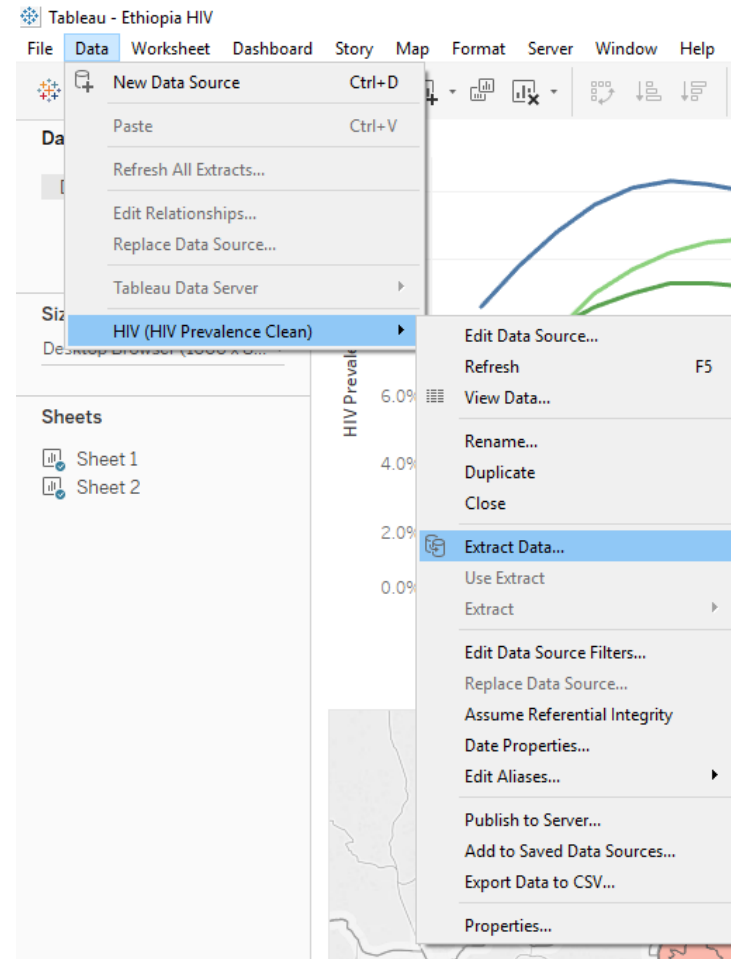 Tableau - Ethiopia HIV
File Data Worksheet Dashboard Story Map Format Server Window Help
New Data Source Ctrl+D
Da
Paste Ctrl+V
Refresh All Extracts...
Edit Relationships...
Replace Data Source...
Tableau Data Server
Siz
HIV (HIV Prevalence Clean)
Edit Data Source...
Refresh F5
View Data...
Rename...
Duplicate
Close
Extract Data...
Use Extract
Extract
Edit Data Source Filters...
Replace Data Source...
Assume Referential Integrity
Date Properties...
Edit Aliases...
Publish to Server...
Add to Saved Data Sources...
Export Data to CSV...
Properties...
Sheets
Sheet 1
Sheet 2
HIV Prevale
6.0%
4.0%
2.0%
0.0%